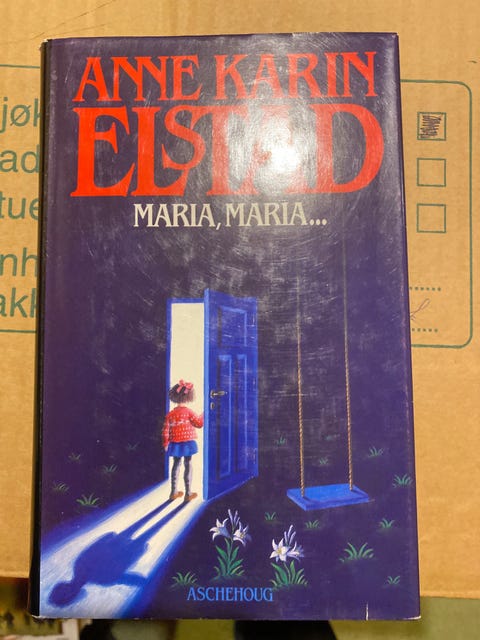 ANNE KARIN
ELSTAD
MARIA, MARIA...
ASCHEHOUG